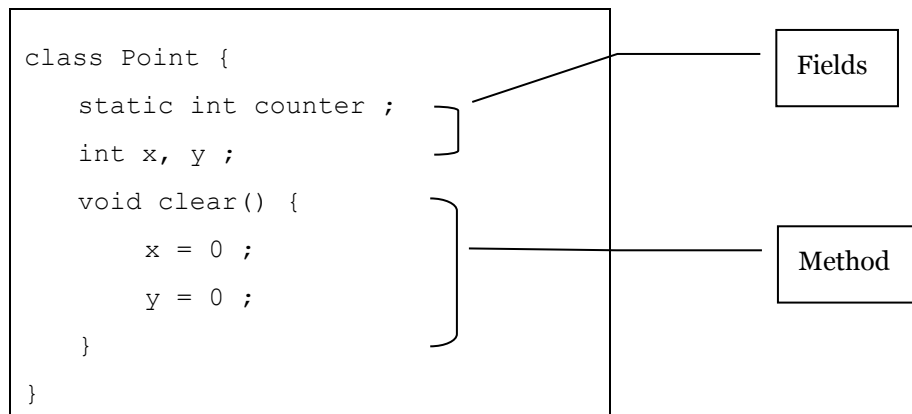 class Point {
static int counter ;
int x, y ;
void clear() {
x = 0 ;
y = 0 ;
}
}
Fields
Method